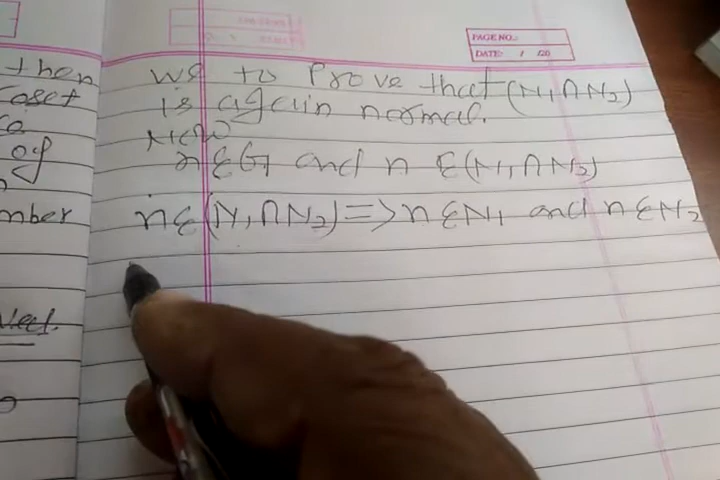 then
coset
of
mber
PAGE NO.:
DATE: / /20
we to Prove that (N₁∩N₂)
is again normal.
Now
n∈G and n ∈(N₁∩N₂)
n∈(N₁∩N₂)=>n∈N₁ and n∈N₂